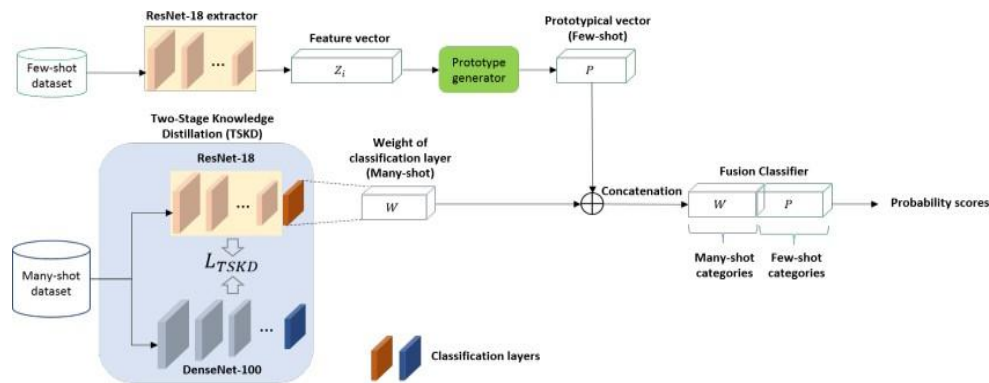 ResNet-18 extractor
Few-shot
dataset
...
Feature vector
Z_i
Prototype
generator
Prototypical vector
(Few-shot)
P
Two-Stage Knowledge
Distillation (TSKD)
ResNet-18
...
L_TSKD
...
DenseNet-100
Many-shot
dataset
Weight of
classification layer
(Many-shot)
W
Concatenation
Fusion Classifier
W P
Probability scores
Many-shot
categories
Few-shot
categories
Classification layers